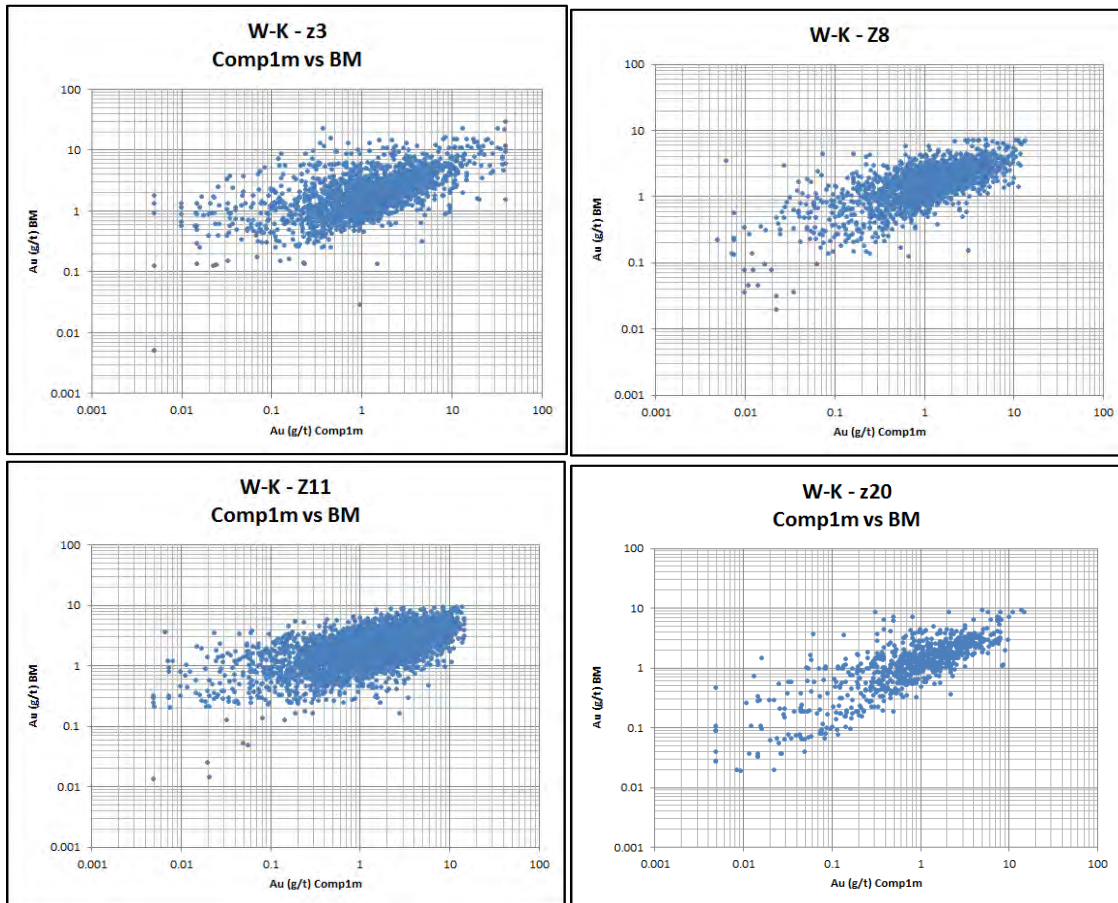 W-K - z3
Comp1m vs BM
100
10
1
0.1
0.01
0.001
0.001 0.01 0.1 1 10 100
Au (g/t) BM
Au (g/t) Comp1m
W-K - Z8
100
10
1
0.1
0.01
0.001
0.001 0.01 0.1 1 10 100
Au (g/t) BM
Au (g/t) Comp1m
W-K - Z11
Comp1m vs BM
100
10
1
0.1
0.01
0.001
0.001 0.01 0.1 1 10 100
Au (g/t) BM
Au (g/t) Comp1m
W-K - z20
Comp1m vs BM
100
10
1
0.1
0.01
0.001
0.001 0.01 0.1 1 10 100
Au (g/t) BM
Au (g/t) Comp1m